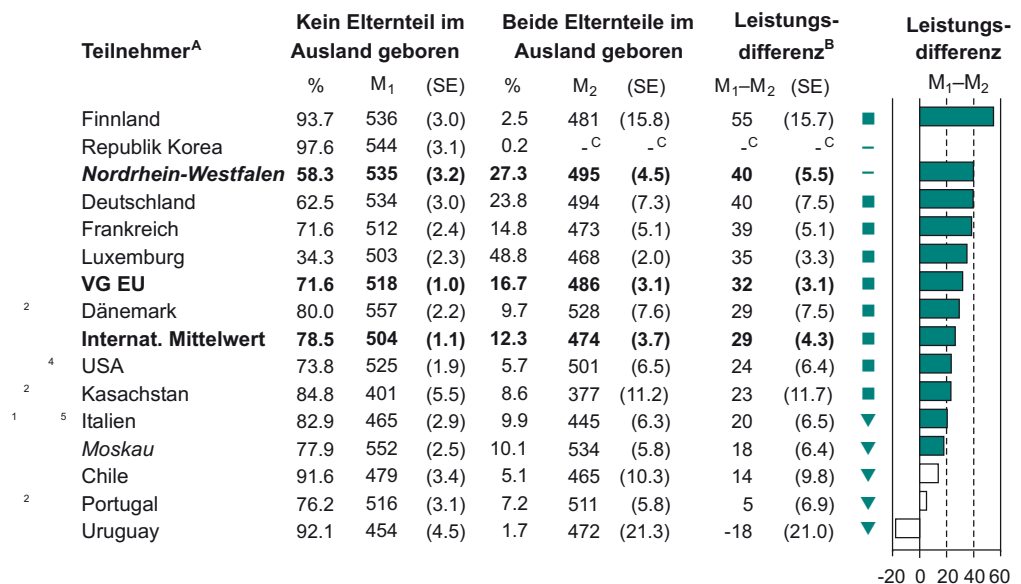 Kein Elternteil im Beide Elternteile im Leistungs- Leistungs-
Teilnehmer^A Ausland geboren Ausland geboren differenz^B differenz
% M₁ (SE) % M₂ (SE) M₁–M₂ (SE) M₁–M₂
Finnland 93.7 536 (3.0) 2.5 481 (15.8) 55 (15.7)
Republik Korea 97.6 544 (3.1) 0.2 -^C -^C -^C -^C –
Nordrhein-Westfalen 58.3 535 (3.2) 27.3 495 (4.5) 40 (5.5) –
Deutschland 62.5 534 (3.0) 23.8 494 (7.3) 40 (7.5)
Frankreich 71.6 512 (2.4) 14.8 473 (5.1) 39 (5.1)
Luxemburg 34.3 503 (2.3) 48.8 468 (2.0) 35 (3.3)
VG EU 71.6 518 (1.0) 16.7 486 (3.1) 32 (3.1)
2 Dänemark 80.0 557 (2.2) 9.7 528 (7.6) 29 (7.5)
Internat. Mittelwert 78.5 504 (1.1) 12.3 474 (3.7) 29 (4.3)
4 USA 73.8 525 (1.9) 5.7 501 (6.5) 24 (6.4)
2 Kasachstan 84.8 401 (5.5) 8.6 377 (11.2) 23 (11.7)
1 5 Italien 82.9 465 (2.9) 9.9 445 (6.3) 20 (6.5)
Moskau 77.9 552 (2.5) 10.1 534 (5.8) 18 (6.4)
Chile 91.6 479 (3.4) 5.1 465 (10.3) 14 (9.8)
2 Portugal 76.2 516 (3.1) 7.2 511 (5.8) 5 (6.9)
Uruguay 92.1 454 (4.5) 1.7 472 (21.3) -18 (21.0)
-20 0 20 40 60